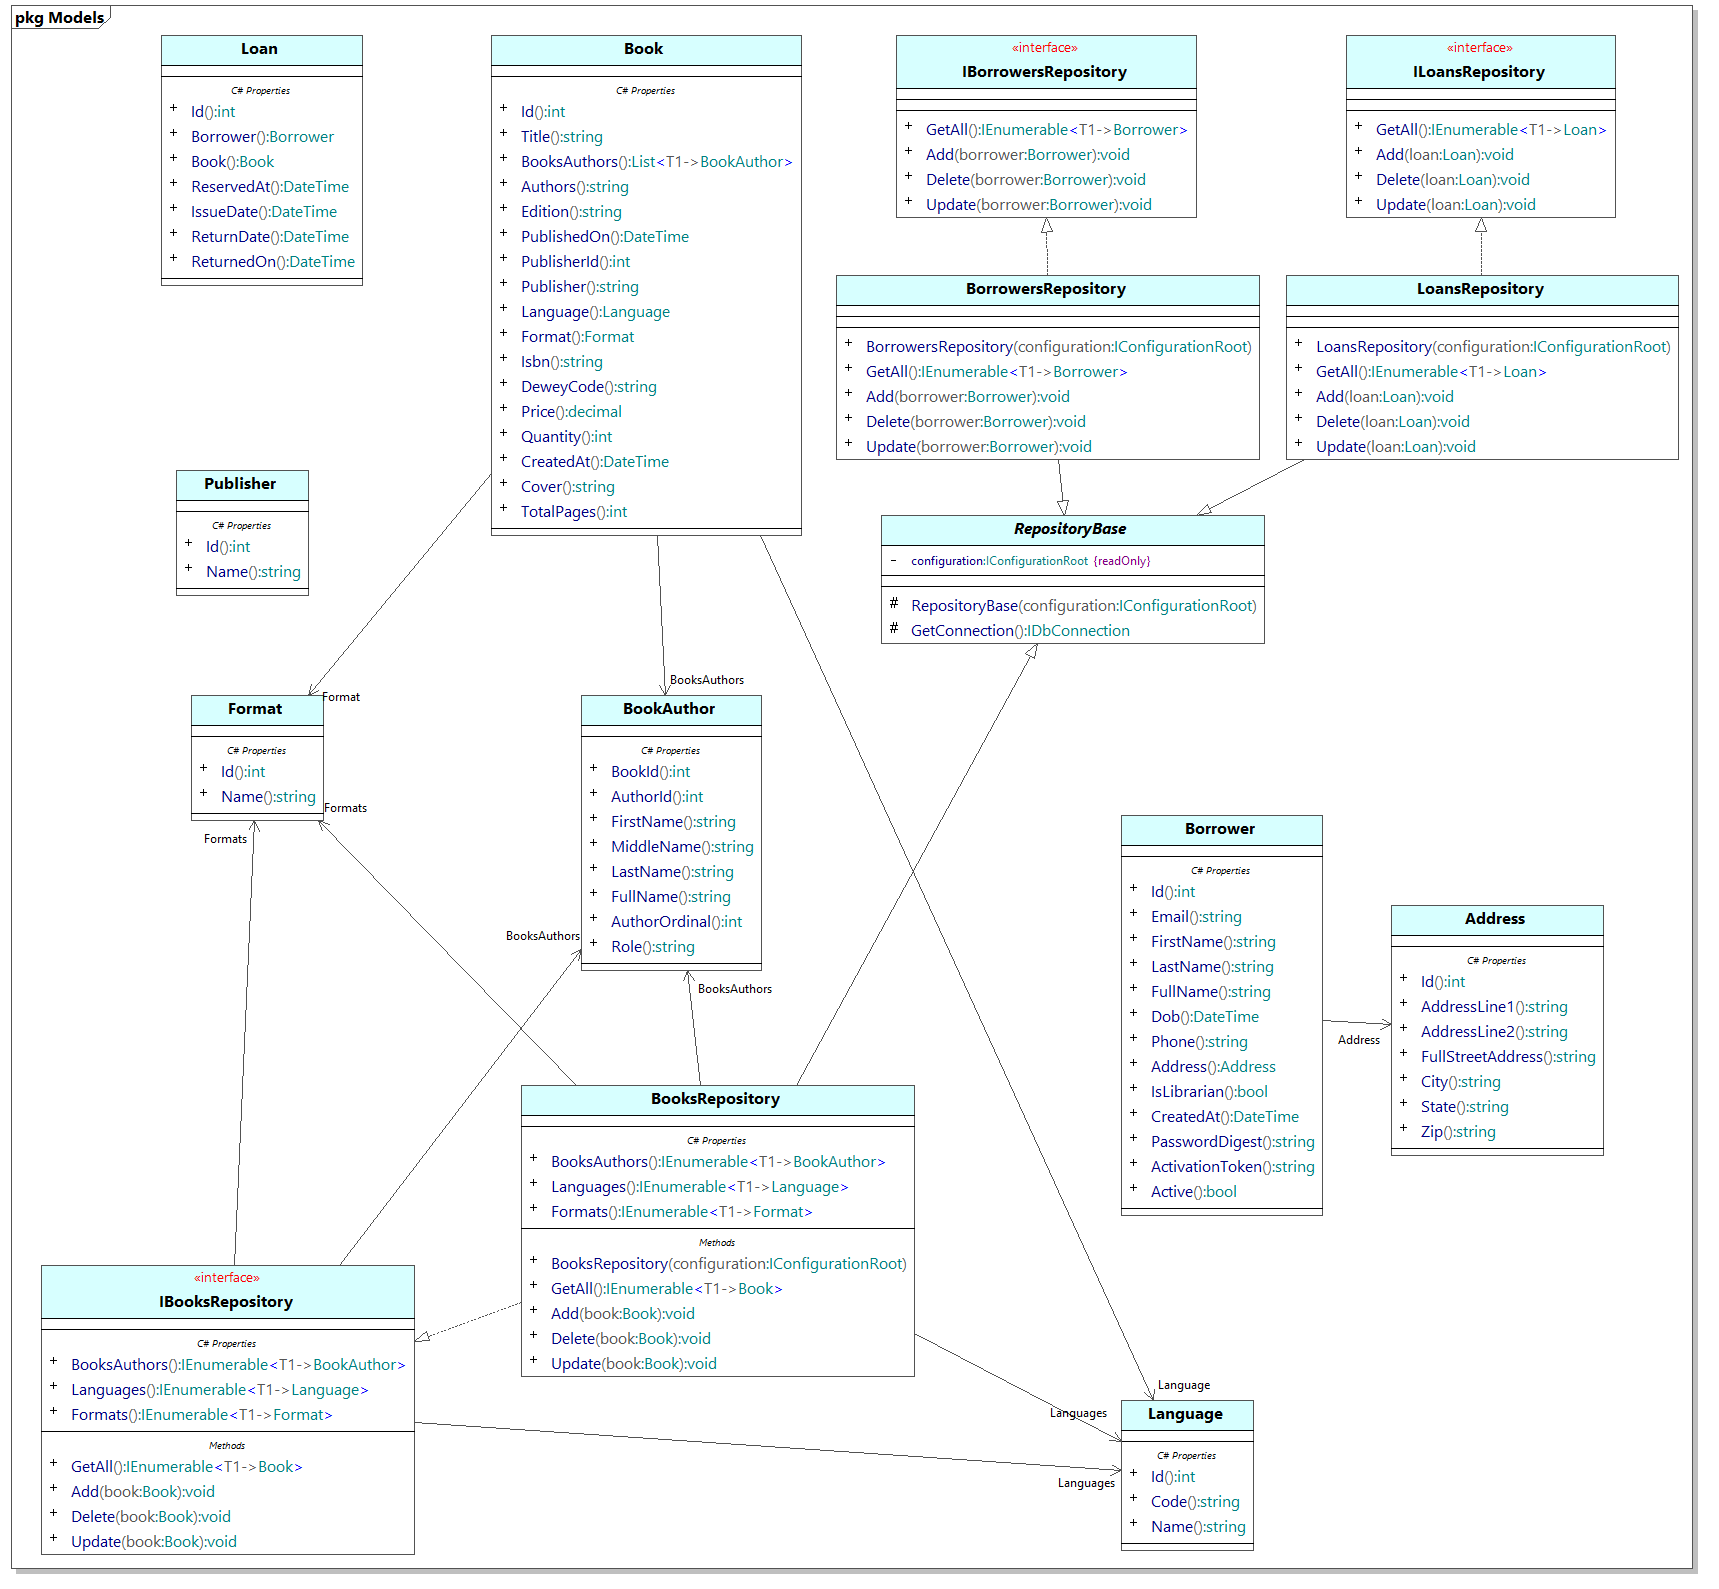 pkg Models
Loan
C# Properties
+ Id():int
+ Borrower():Borrower
+ Book():Book
+ ReservedAt():DateTime
+ IssueDate():DateTime
+ ReturnDate():DateTime
+ ReturnedOn():DateTime
Book
C# Properties
+ Id():int
+ Title():string
+ BooksAuthors():List<T1->BookAuthor>
+ Authors():string
+ Edition():string
+ PublishedOn():DateTime
+ PublisherId():int
+ Publisher():string
+ Language():Language
+ Format():Format
+ Isbn():string
+ DeweyCode():string
+ Price():decimal
+ Quantity():int
+ CreatedAt():DateTime
+ Cover():string
+ TotalPages():int
«interface»
IBorrowersRepository
+ GetAll():IEnumerable<T1->Borrower>
+ Add(borrower:Borrower):void
+ Delete(borrower:Borrower):void
+ Update(borrower:Borrower):void
«interface»
ILoansRepository
+ GetAll():IEnumerable<T1->Loan>
+ Add(loan:Loan):void
+ Delete(loan:Loan):void
+ Update(loan:Loan):void
BorrowersRepository
+ BorrowersRepository(configuration:IConfigurationRoot)
+ GetAll():IEnumerable<T1->Borrower>
+ Add(borrower:Borrower):void
+ Delete(borrower:Borrower):void
+ Update(borrower:Borrower):void
LoansRepository
+ LoansRepository(configuration:IConfigurationRoot)
+ GetAll():IEnumerable<T1->Loan>
+ Add(loan:Loan):void
+ Delete(loan:Loan):void
+ Update(loan:Loan):void
Publisher
C# Properties
+ Id():int
+ Name():string
RepositoryBase
- configuration:IConfigurationRoot {readOnly}
# RepositoryBase(configuration:IConfigurationRoot)
# GetConnection():IDbConnection
BooksAuthors
Format
Format
C# Properties
+ Id():int
+ Name():string
Formats
Formats
BookAuthor
C# Properties
+ BookId():int
+ AuthorId():int
+ FirstName():string
+ MiddleName():string
+ LastName():string
+ FullName():string
+ AuthorOrdinal():int
+ Role():string
BooksAuthors
BooksAuthors
Borrower
C# Properties
+ Id():int
+ Email():string
+ FirstName():string
+ LastName():string
+ FullName():string
+ Dob():DateTime
+ Phone():string
+ Address():Address
+ IsLibrarian():bool
+ CreatedAt():DateTime
+ PasswordDigest():string
+ ActivationToken():string
+ Active():bool
Address
Address
C# Properties
+ Id():int
+ AddressLine1():string
+ AddressLine2():string
+ FullStreetAddress():string
+ City():string
+ State():string
+ Zip():string
BooksRepository
C# Properties
+ BooksAuthors():IEnumerable<T1->BookAuthor>
+ Languages():IEnumerable<T1->Language>
+ Formats():IEnumerable<T1->Format>
Methods
+ BooksRepository(configuration:IConfigurationRoot)
+ GetAll():IEnumerable<T1->Book>
+ Add(book:Book):void
+ Delete(book:Book):void
+ Update(book:Book):void
«interface»
IBooksRepository
C# Properties
+ BooksAuthors():IEnumerable<T1->BookAuthor>
+ Languages():IEnumerable<T1->Language>
+ Formats():IEnumerable<T1->Format>
Methods
+ GetAll():IEnumerable<T1->Book>
+ Add(book:Book):void
+ Delete(book:Book):void
+ Update(book:Book):void
Language
Languages
Languages
Language
C# Properties
+ Id():int
+ Code():string
+ Name():string